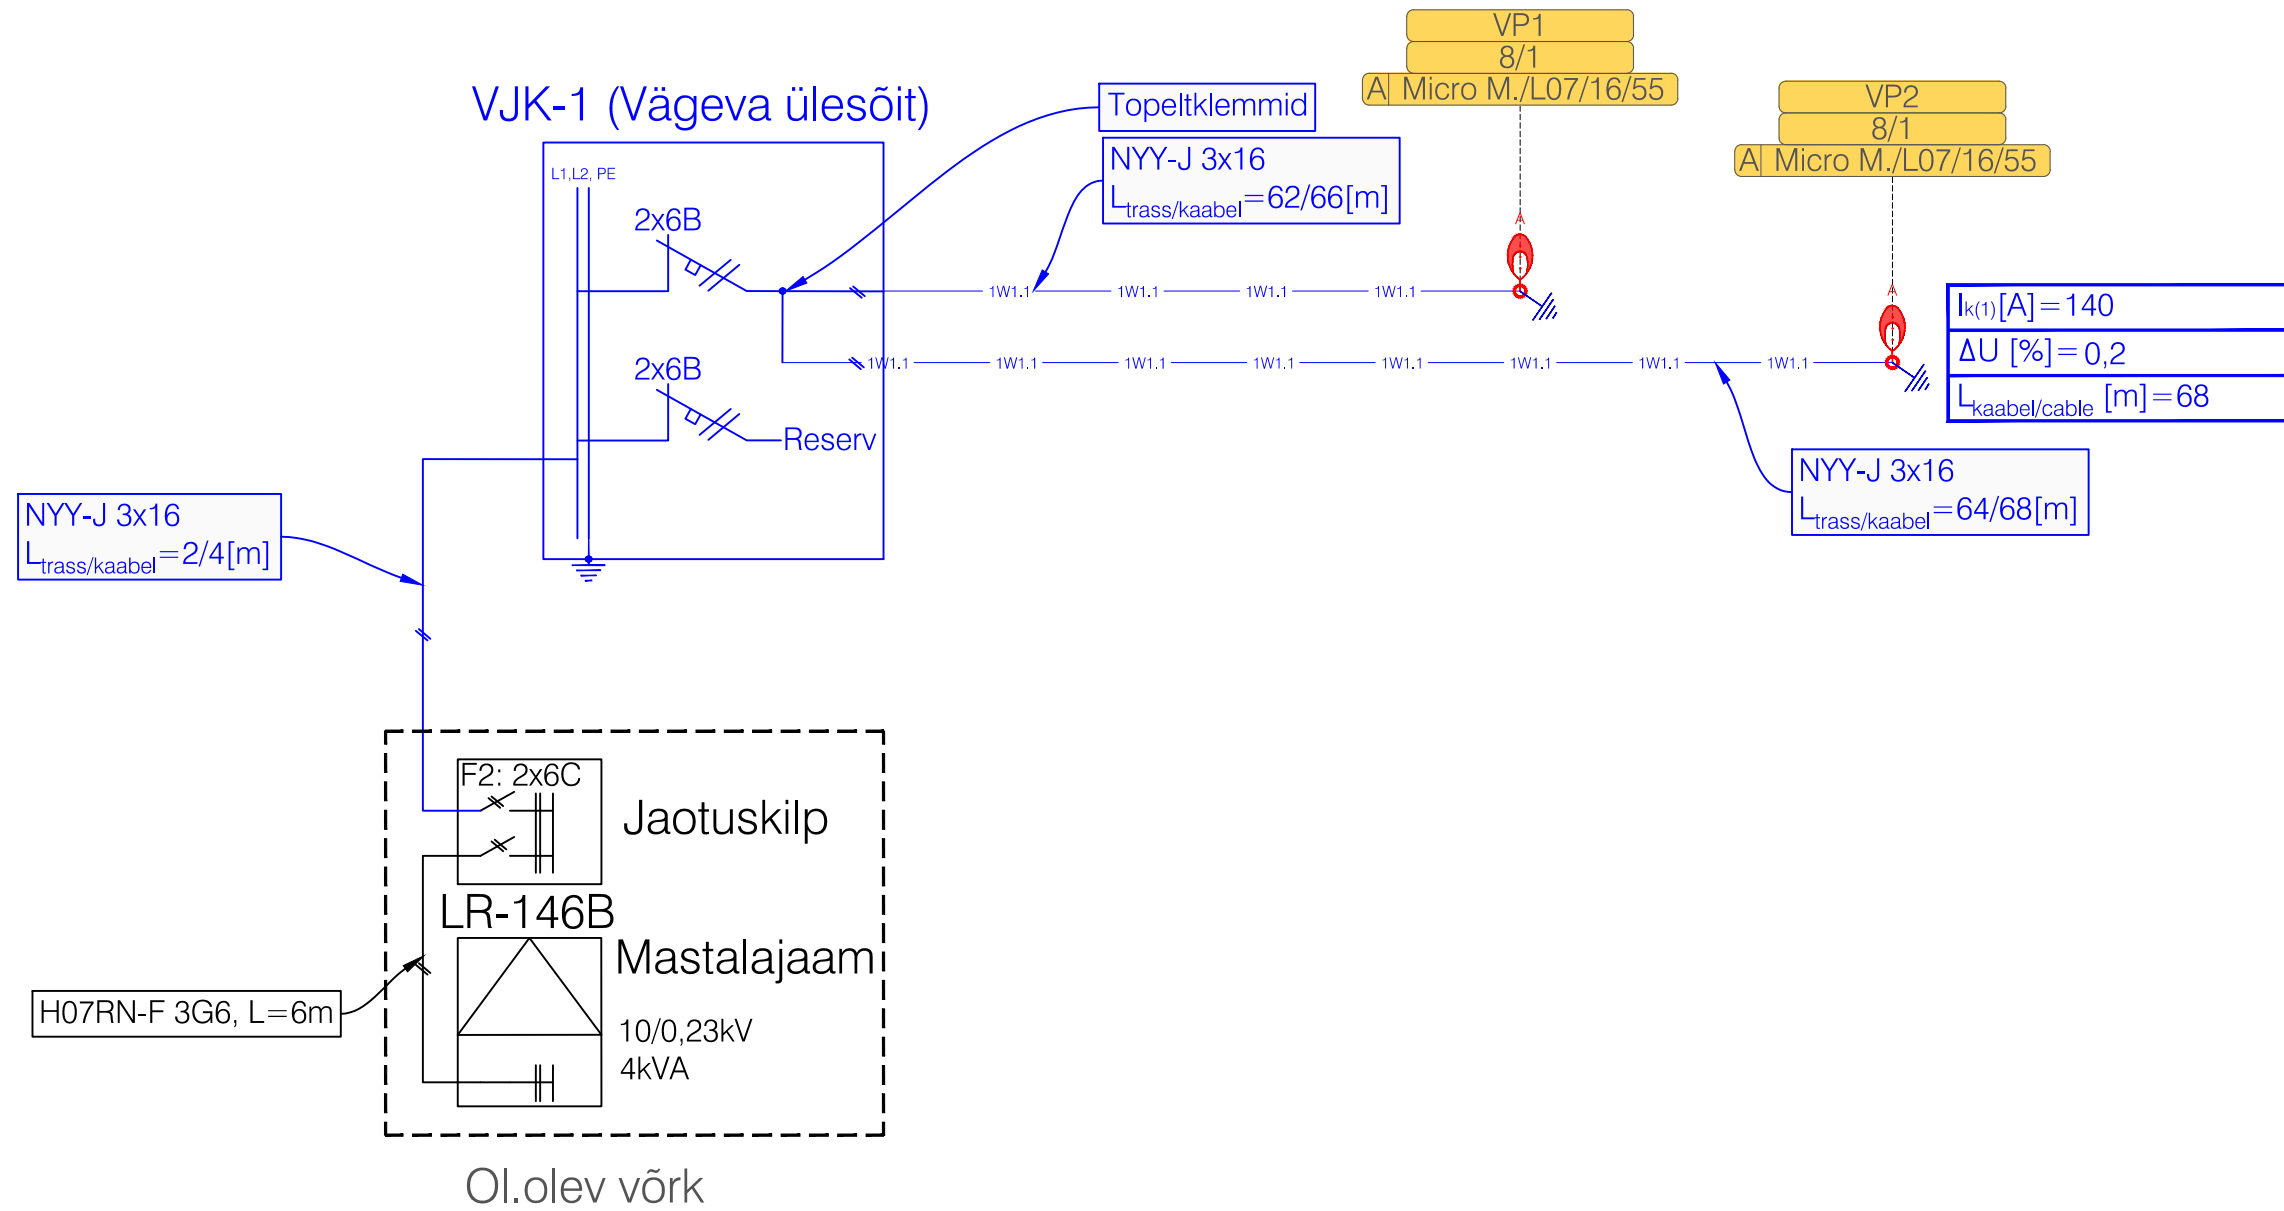 VP1
8/1
A Micro M./L07/16/55
VP2
8/1
A Micro M./L07/16/55
VJK-1 (Vägeva ülesõit)
Topeltklemmid
NYY-J 3x16
Ltrass/kaabel=62/66[m]
L1,L2, PE
2x6B
A
1W1.1 1W1.1 1W1.1 1W1.1
A
Ik(1)[A]=140
ΔU [%]=0,2
Lkaabel/cable [m]=68
1W1.1 1W1.1 1W1.1 1W1.1 1W1.1 1W1.1 1W1.1 1W1.1
2x6B
Reserv
NYY-J 3x16
Ltrass/kaabel=64/68[m]
NYY-J 3x16
Ltrass/kaabel=2/4[m]
F2: 2x6C
Jaotuskilp
LR-146B
Mastalajaam
H07RN-F 3G6, L=6m
10/0,23kV
4kVA
Ol.olev võrk